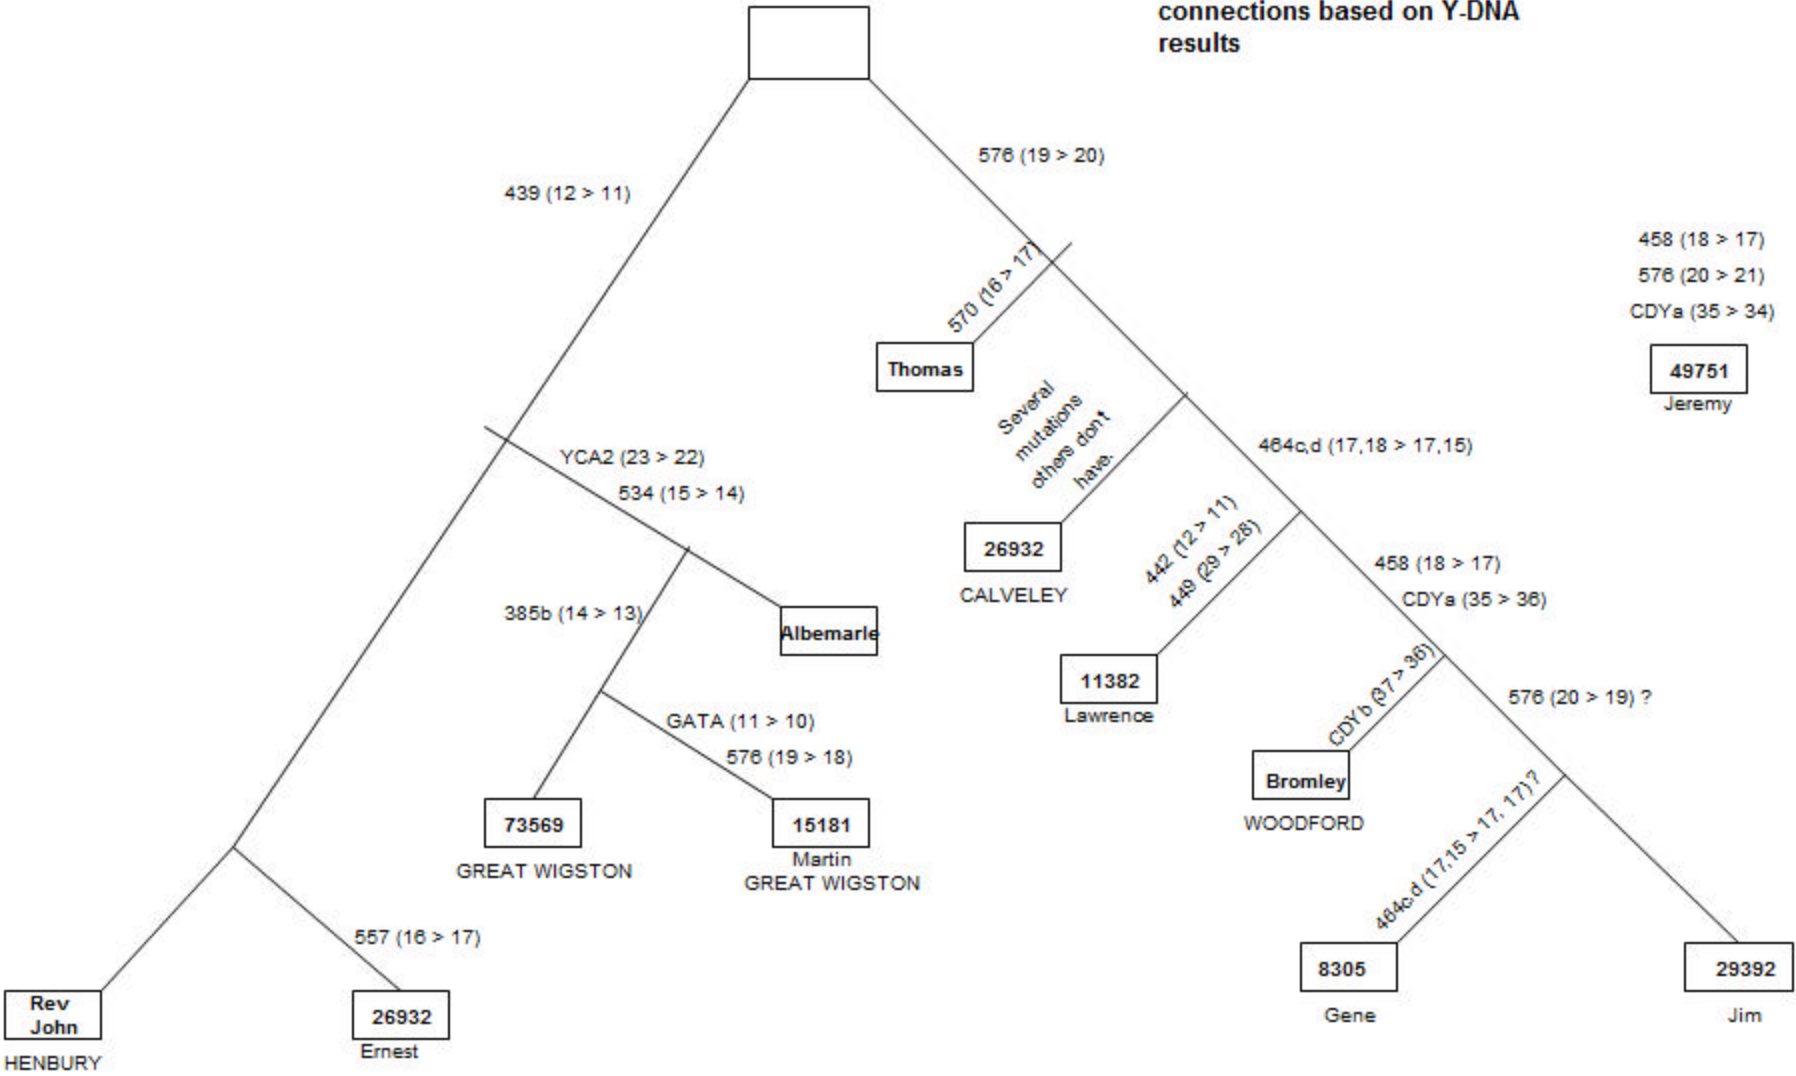 connections based on Y-DNA
results
576 (19 > 20)
439 (12 > 11)
458 (18 > 17)
576 (20 > 21)
CDYa (35 > 34)
49751
Jeremy
570 (16 > 17)
Thomas
Several
mutations
others don't
have.
464c,d (17,18 > 17,15)
YCA2 (23 > 22)
534 (15 > 14)
26932
CALVELEY
442 (12 > 11)
449 (29 > 28)
458 (18 > 17)
CDYa (35 > 36)
385b (14 > 13)
Albemarle
11382
Lawrence
CDYb (37 > 36)
576 (20 > 19) ?
GATA (11 > 10)
576 (19 > 18)
Bromley
WOODFORD
73569
GREAT WIGSTON
15181
Martin
GREAT WIGSTON
464c,d (17,15 > 17, 17) ?
557 (16 > 17)
8305
Gene
29392
Jim
Rev
John
HENBURY
26932
Ernest